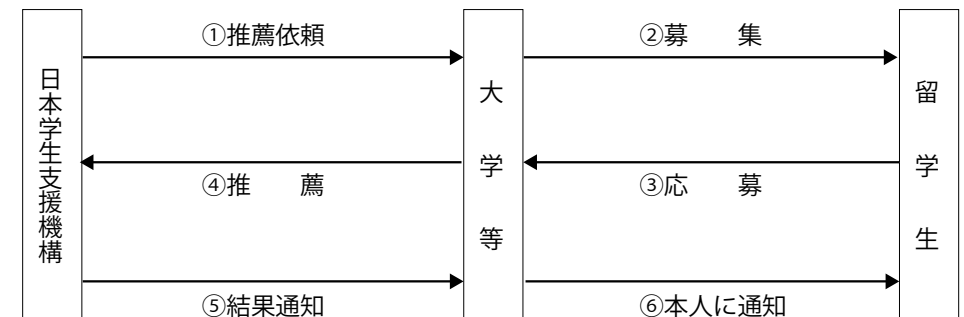 ①推薦依頼
②募　　集
日本学生支援機構
大学等
留学生
④推　　薦
③応　　募
⑤結果通知
⑥本人に通知